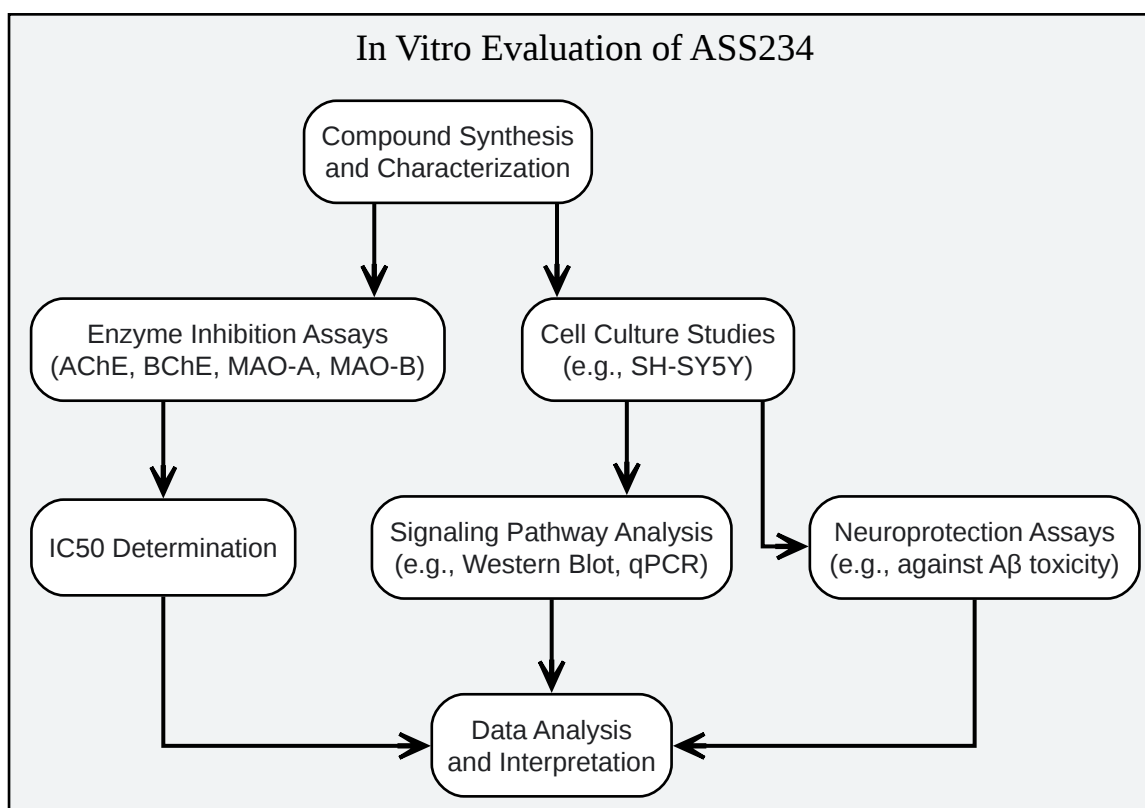 In Vitro Evaluation of ASS234
Compound Synthesis
and Characterization
Enzyme Inhibition Assays
(AChE, BChE, MAO-A, MAO-B)
Cell Culture Studies
(e.g., SH-SY5Y)
IC50 Determination
Signaling Pathway Analysis
(e.g., Western Blot, qPCR)
Neuroprotection Assays
(e.g., against Aβ toxicity)
Data Analysis
and Interpretation